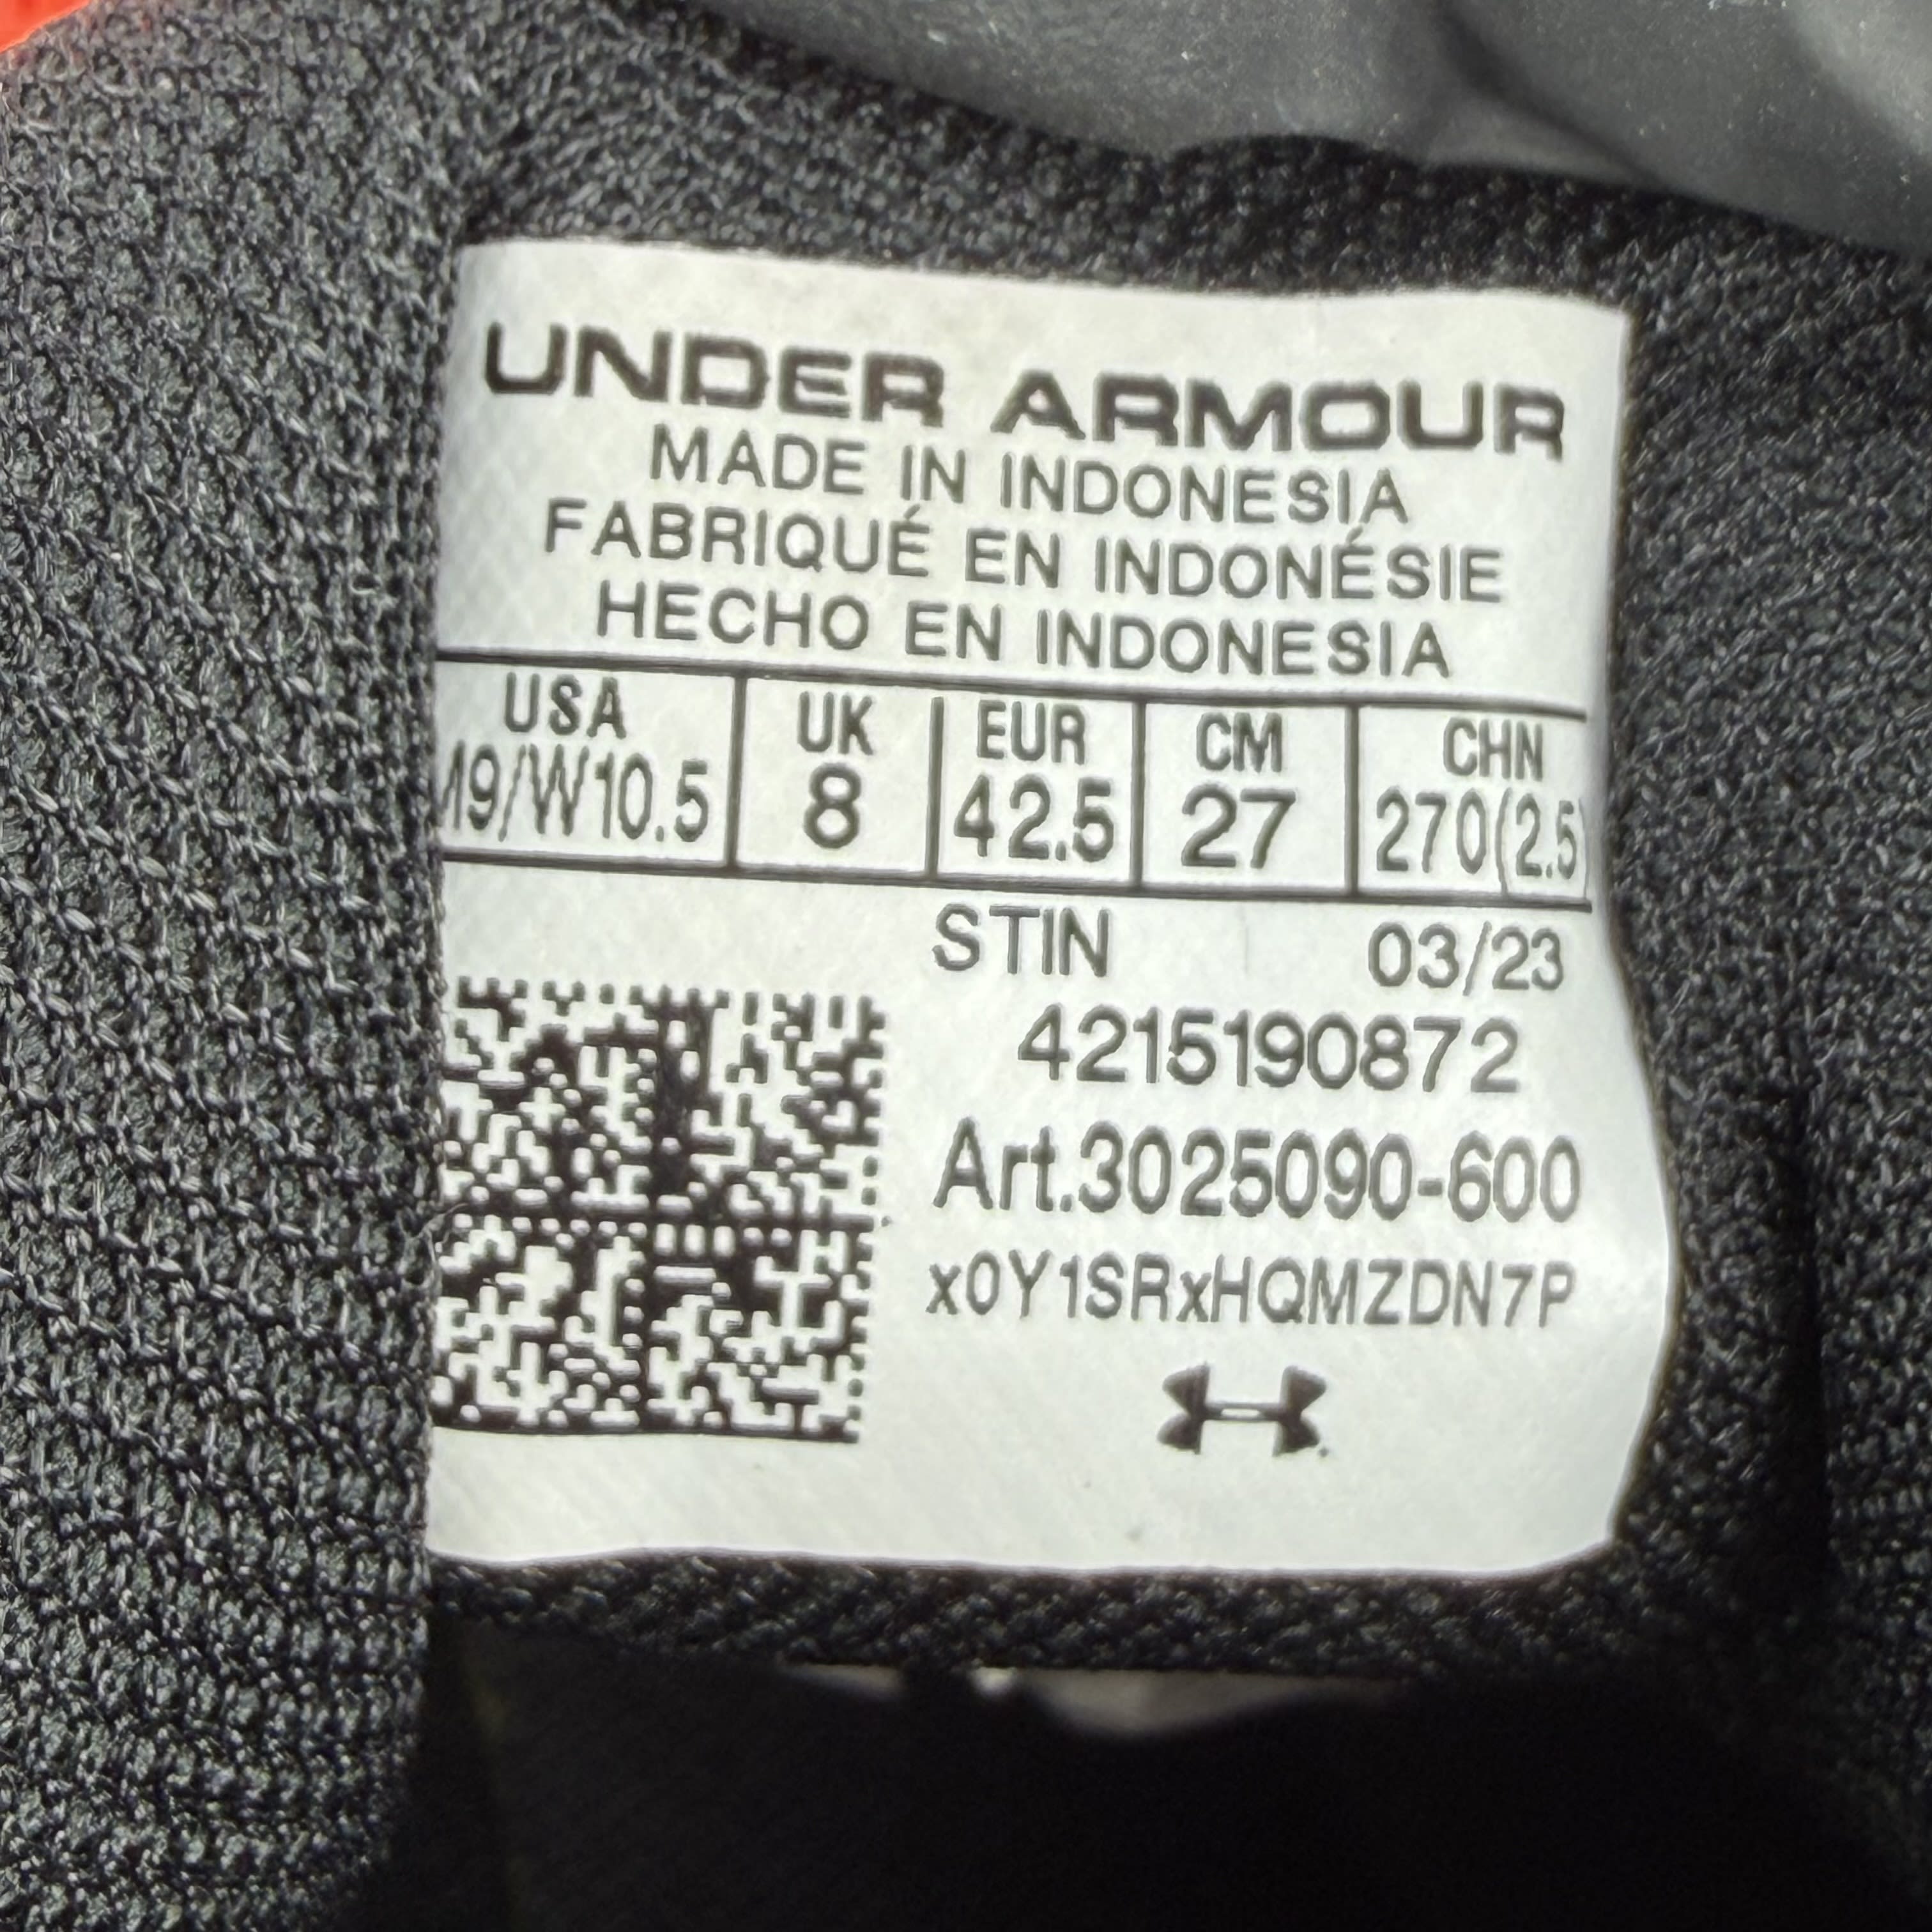 UNDER ARMOUR
MADE IN INDONESIA
FABRIQUÉ EN INDONÉSIE
HECHO EN INDONESIA
USA UK EUR CM CHN
M9/W10.5 8 42.5 27 270(2.5)
STIN 03/23
4215190872
Art.3025090-600
x0Y1SRxHQMZDN7P